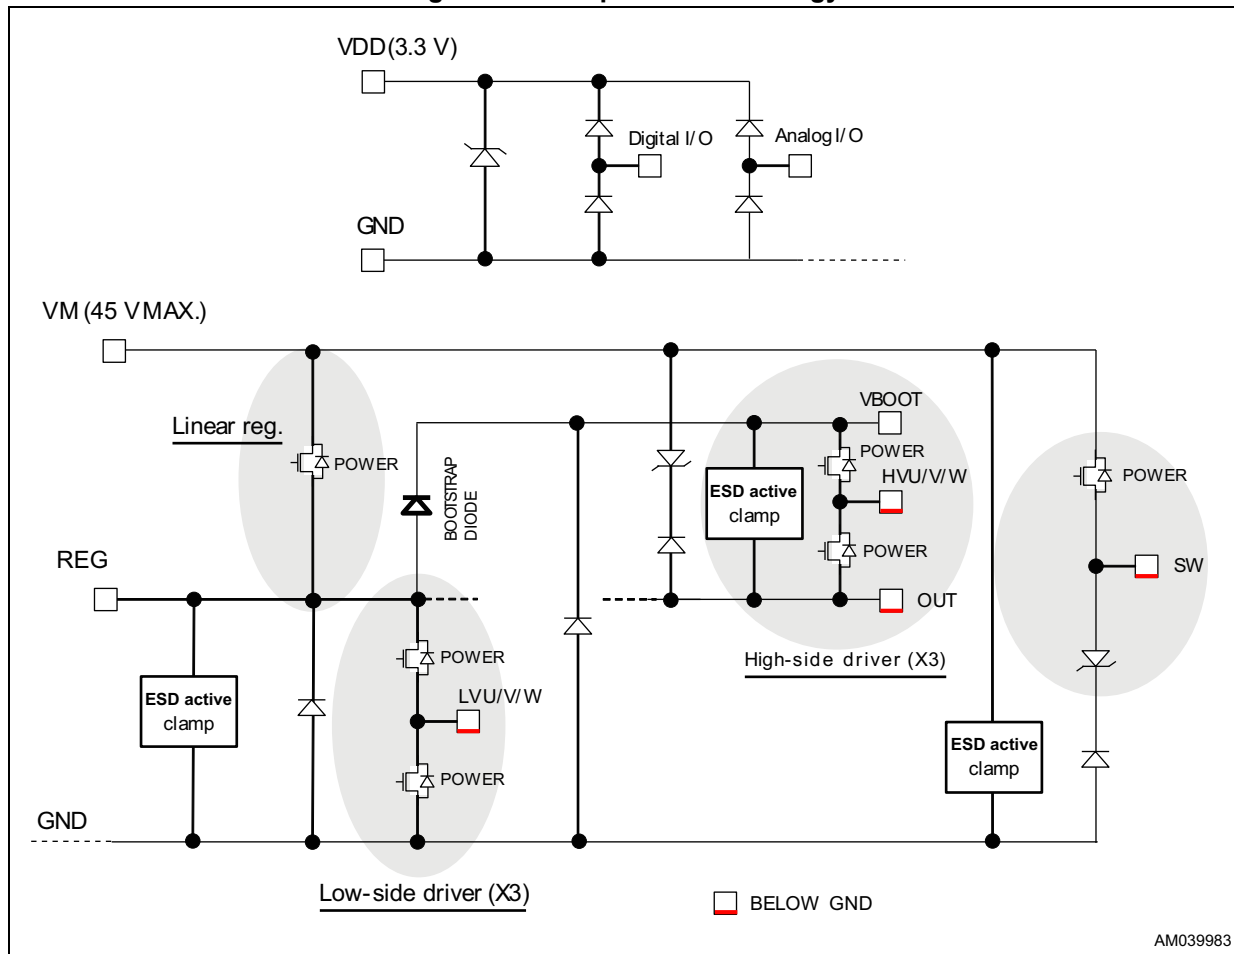 VDD (3.3 V)
Digital I/O
Analog I/O
GND
VM (45 V MAX.)
VBOOT
Linear reg.
POWER
POWER
HVU/V/W
POWER
ESD active
clamp
BOOTSTRAP
DIODE
POWER
REG
SW
OUT
POWER
High-side driver (X3)
LVU/V/W
ESD active
clamp
ESD active
clamp
POWER
GND
Low-side driver (X3)
BELOW GND
AM039983